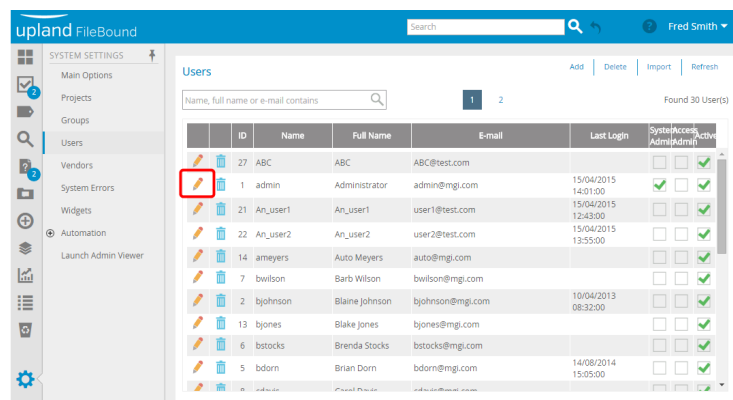 upland FileBound
Search
?
Fred Smith
SYSTEM SETTINGS
Main Options
Projects
Groups
Users
Vendors
System Errors
Widgets
Automation
Launch Admin Viewer
2
2
Users
Add Delete Import Refresh
Name, full name or e-mail contains
1 2
Found 30 User(s)
ID Name Full Name E-mail Last Login System Admin Access Admin Active
27 ABC ABC ABC@test.com
1 admin Administrator admin@mgi.com 15/04/2015 14:01:00
21 An_user1 An_user1 user1@test.com 15/04/2015 12:43:00
22 An_user2 An_user2 user2@test.com 15/04/2015 13:55:00
14 ameyers Auto Meyers auto@mgi.com
7 bwilson Barb Wilson bwilson@mgi.com
2 bjohnson Blaine Johnson bjohnson@mgi.com 10/04/2013 08:32:00
13 bjones Blake Jones bjones@mgi.com
6 bstocks Brenda Stocks bstocks@mgi.com
5 bdorn Brian Dorn bdorn@mgi.com 14/08/2014 15:05:00